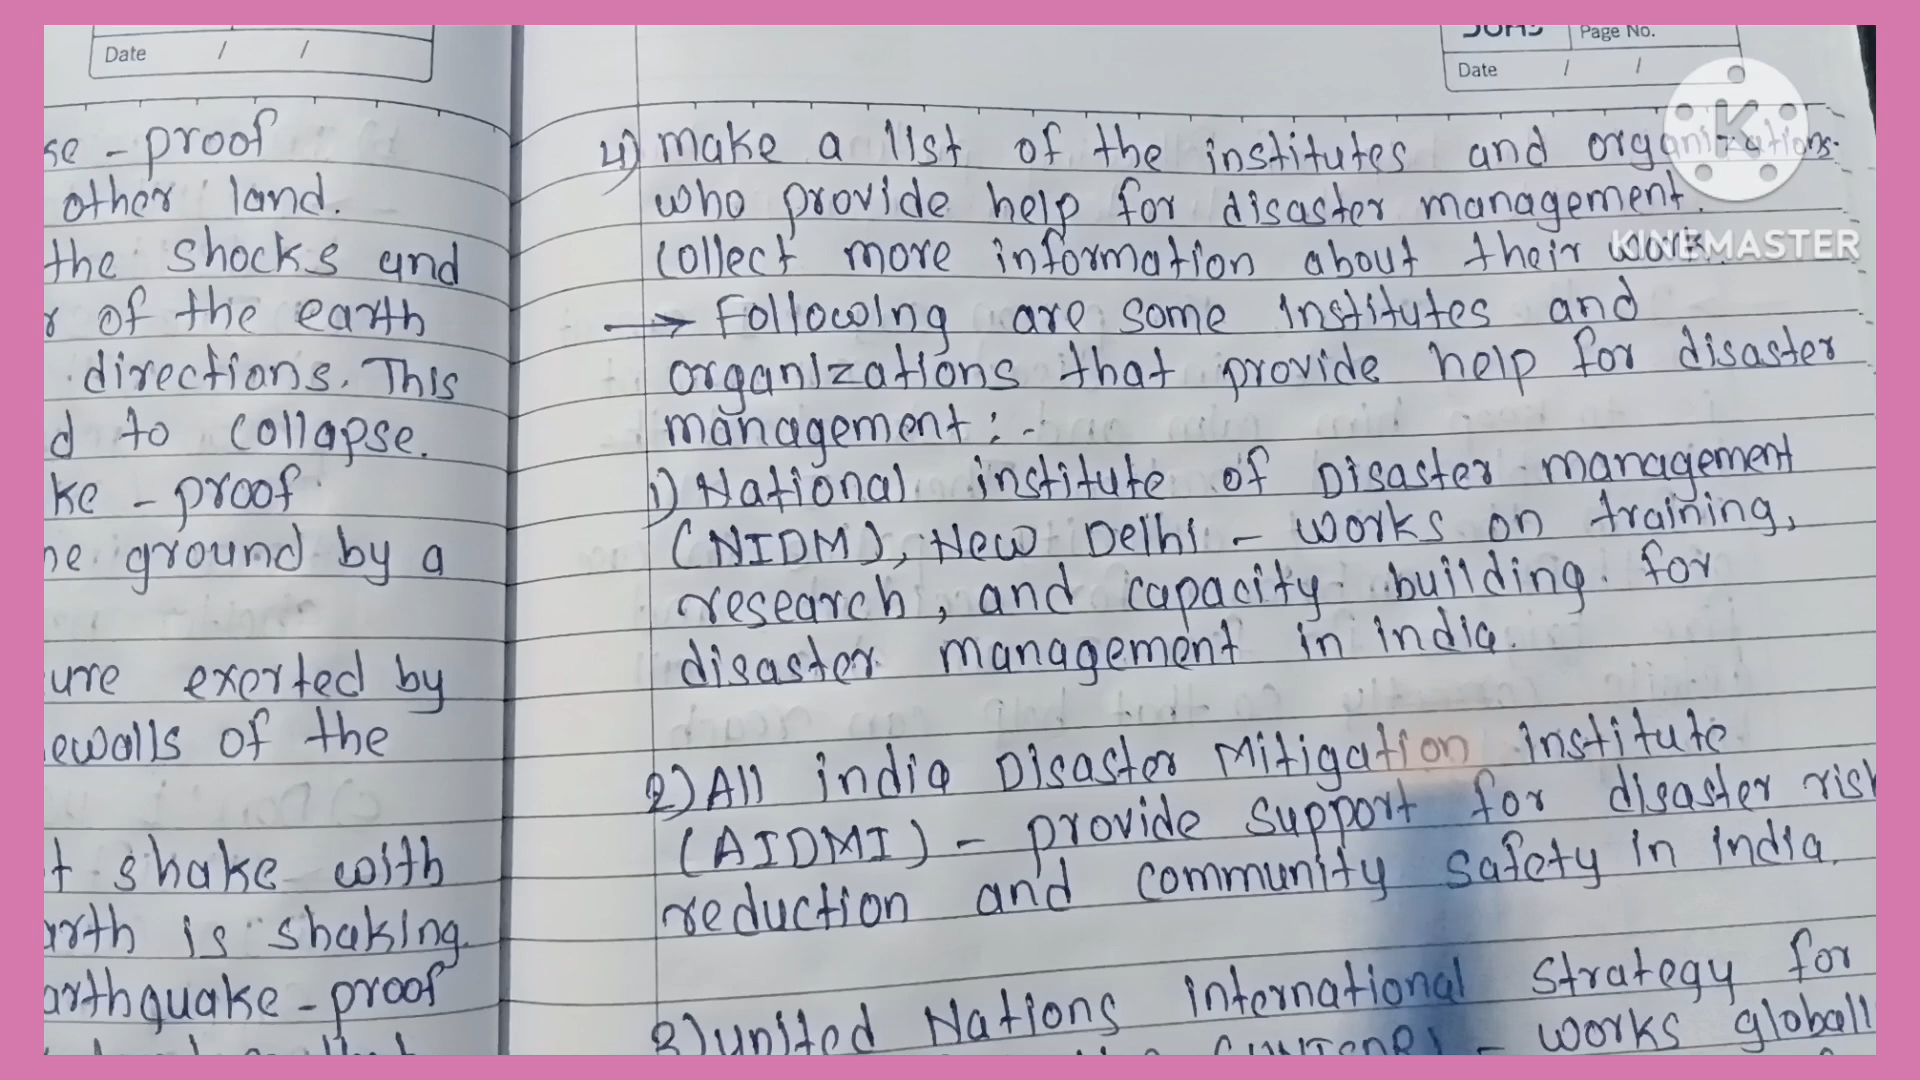 Date / /
se - proof
other land.
the shocks and
r of the earth
directions. This
d to collapse.
ke - proof
he ground by a
ure exerted by
ewalls of the
t shake with
arth is shaking.
arthquake - proof
Page No.
Date / /
4) make a list of the institutes and organizations
who provide help for disaster management.
collect more information about their work.
→ Following are some institutes and
organizations that provide help for disaster
management :-
1) National institute of Disaster management
(NIDM), New Delhi - works on training,
research, and capacity building for
disaster management in india.
2) All india Disaster Mitigation institute
(AIDMI) - provide support for disaster risk
reduction and community safety in india.
3) united Nations international Strategy for
- works globall
K
KINEMASTER